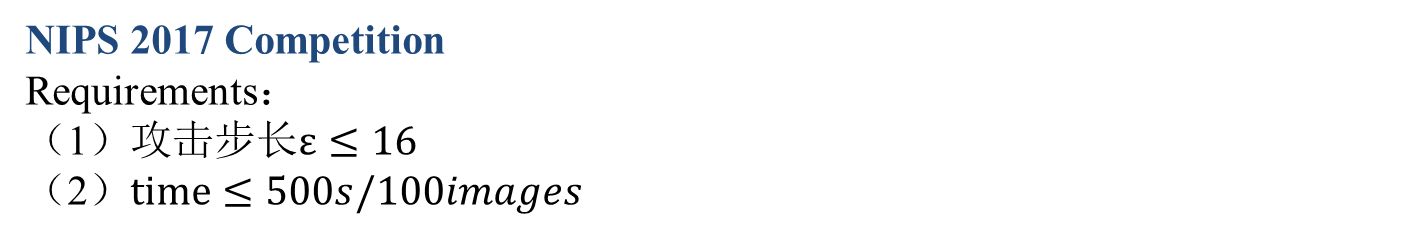 NIPS 2017 Competition
Requirements：
（1）攻击步长ε ≤ 16
（2）time ≤ 500s/100images